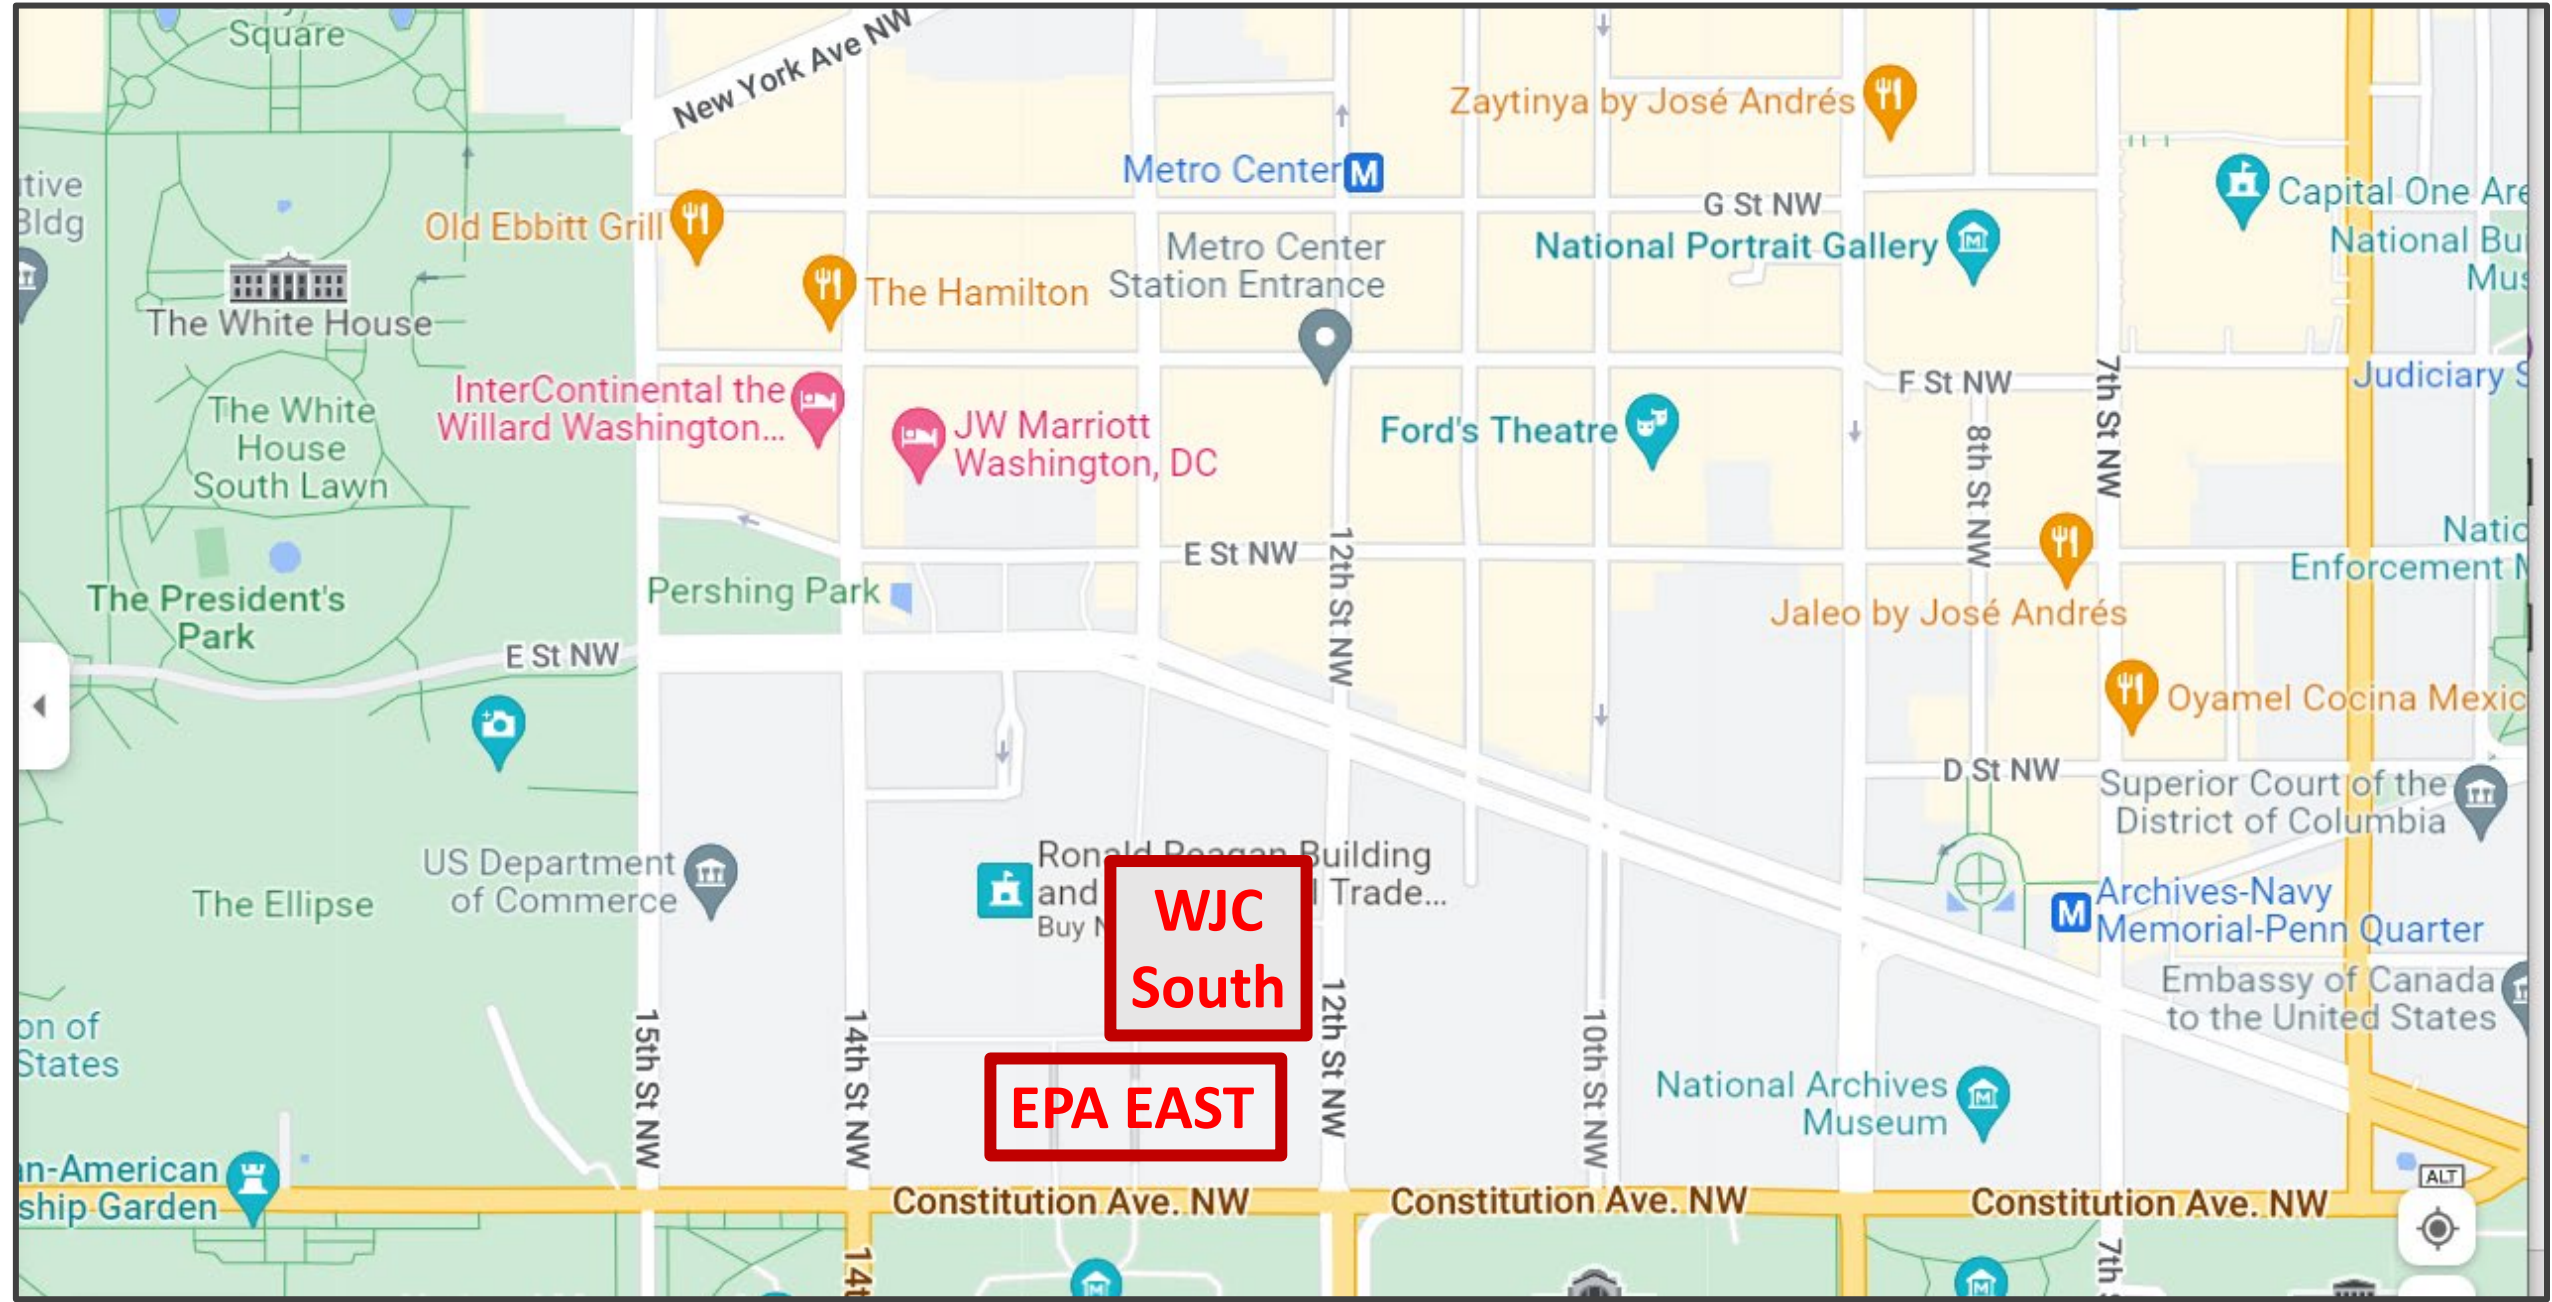 Square
New York Ave NW
Zaytinya by José Andrés
Metro Center
M
tive
Bldg
Capital One Are
G St NW
Old Ebbitt Grill
National Portrait Gallery
National Bui
Mus
Metro Center
Station Entrance
The Hamilton
The White House
InterContinental the
Willard Washington...
The White
House
South Lawn
JW Marriott
Washington, DC
Ford's Theatre
F St NW
7th St NW
Judiciary S
8th St NW
E St NW
12th St NW
Natio
Enforcement M
Pershing Park
The President's
Park
Jaleo by José Andrés
E St NW
Oyamel Cocina Mexic
D St NW
Superior Court of the
District of Columbia
US Department
of Commerce
The Ellipse
Ronald Reagan Building
and
l Trade...
Buy N
WJC
South
M
Archives-Navy
Memorial-Penn Quarter
Embassy of Canada
to the United States
on of
States
15th St NW
14th St NW
12th St NW
10th St NW
EPA EAST
National Archives
Museum
an-American
ship Garden
Constitution Ave. NW
Constitution Ave. NW
Constitution Ave. NW
ALT
14t
7th S